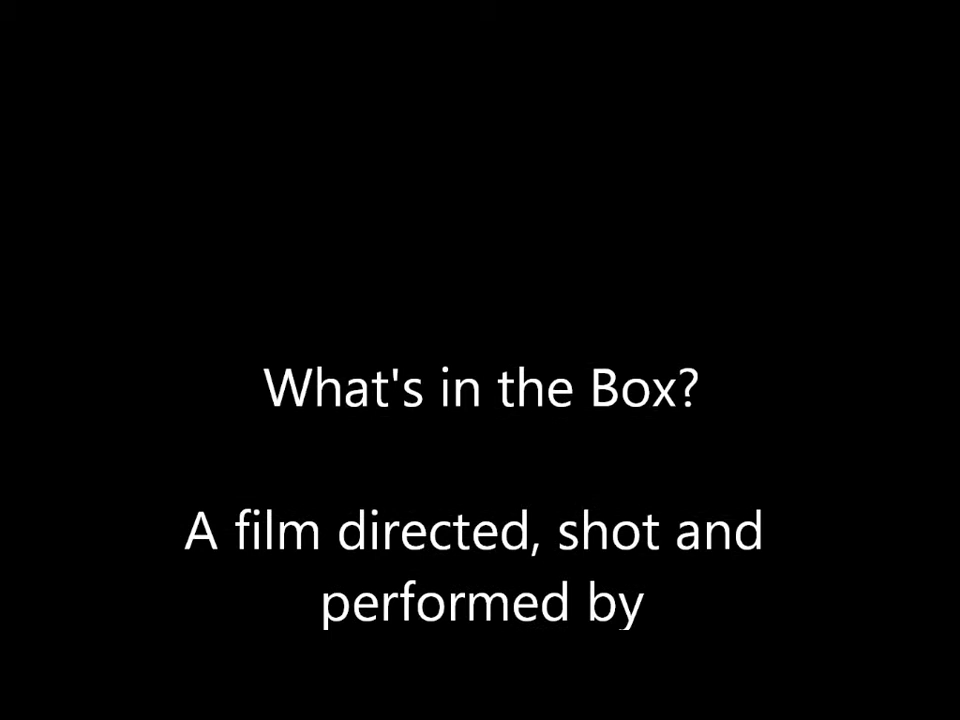 What's in the Box?
A film directed, shot and
performed by